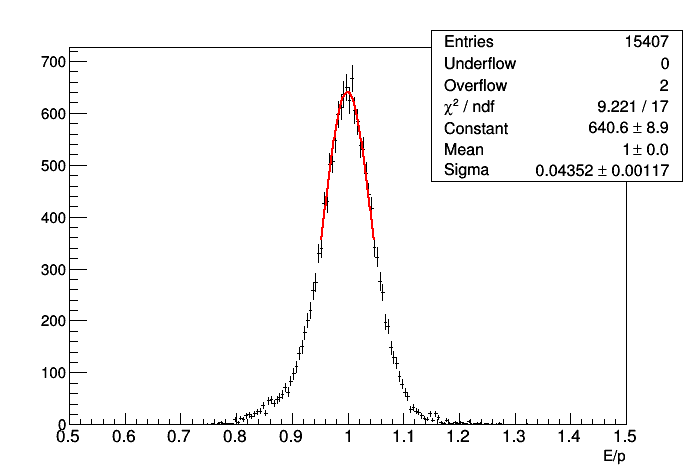 Entries 15407
Underflow 0
Overflow 2
χ² / ndf 9.221 / 17
Constant 640.6 ± 8.9
Mean 1 ± 0.0
Sigma 0.04352 ± 0.00117
700
600
500
400
300
200
100
0
0.5 0.6 0.7 0.8 0.9 1 1.1 1.2 1.3 1.4 1.5
E/p